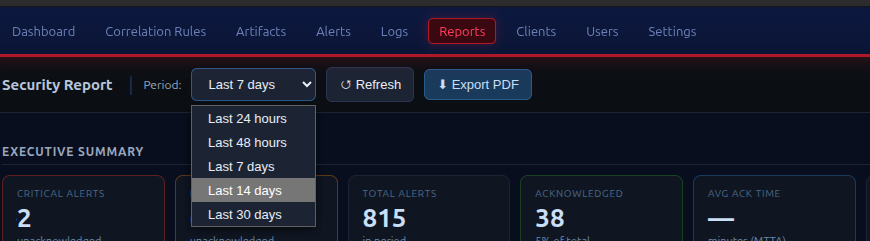 Dashboard Correlation Rules Artifacts Alerts Logs Reports Clients Users Settings
Security Report Period: Last 7 days ↺ Refresh ⬇ Export PDF
Last 24 hours
Last 48 hours
Last 7 days
Last 14 days
Last 30 days
EXECUTIVE SUMMARY
CRITICAL ALERTS TOTAL ALERTS ACKNOWLEDGED AVG ACK TIME
2 815 38 —
unacknowledged unacknowledged in period 5% of total minutes (MTTA)